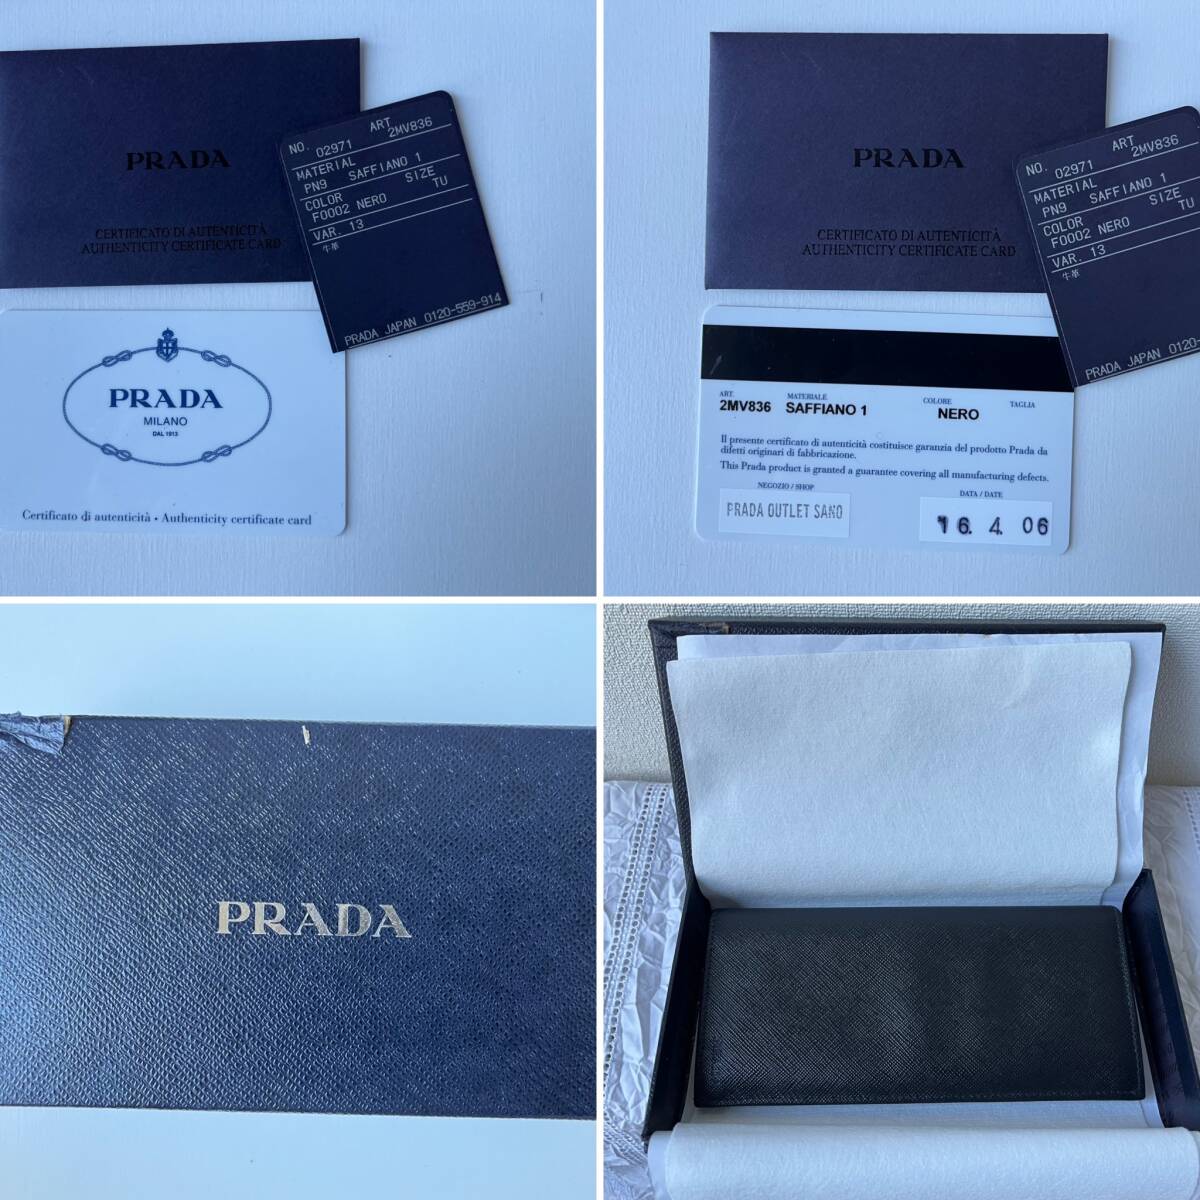 PRADA
CERTIFICATO DI AUTENTICITÀ
AUTHENTICITY CERTIFICATE CARD
NO. 02971 ART 2MV836
MATERIAL
PN9 SAFFIANO 1
COLOR SIZE
F0002 NERO TU
VAR. 13
牛革
PRADA JAPAN 0120-559-914
PRADA
MILANO
DAL 1913
Certificato di autenticità • Authenticity certificate card
PRADA
CERTIFICATO DI AUTENTICITÀ
AUTHENTICITY CERTIFICATE CARD
NO. 02971 ART 2MV836
MATERIAL
PN9 SAFFIANO 1
COLOR SIZE
F0002 NERO TU
VAR. 13
牛革
PRADA JAPAN 0120-
ART. MATERIALE COLORE TAGLIA
2MV836 SAFFIANO 1 NERO
Il presente certificato di autenticità costituisce garanzia del prodotto Prada da
difetti originari di fabbricazione.
This Prada product is granted a guarantee covering all manufacturing defects.
NEGOZIO / SHOP DATA / DATE
PRADA OUTLET SANO '16. 4. 06
PRADA